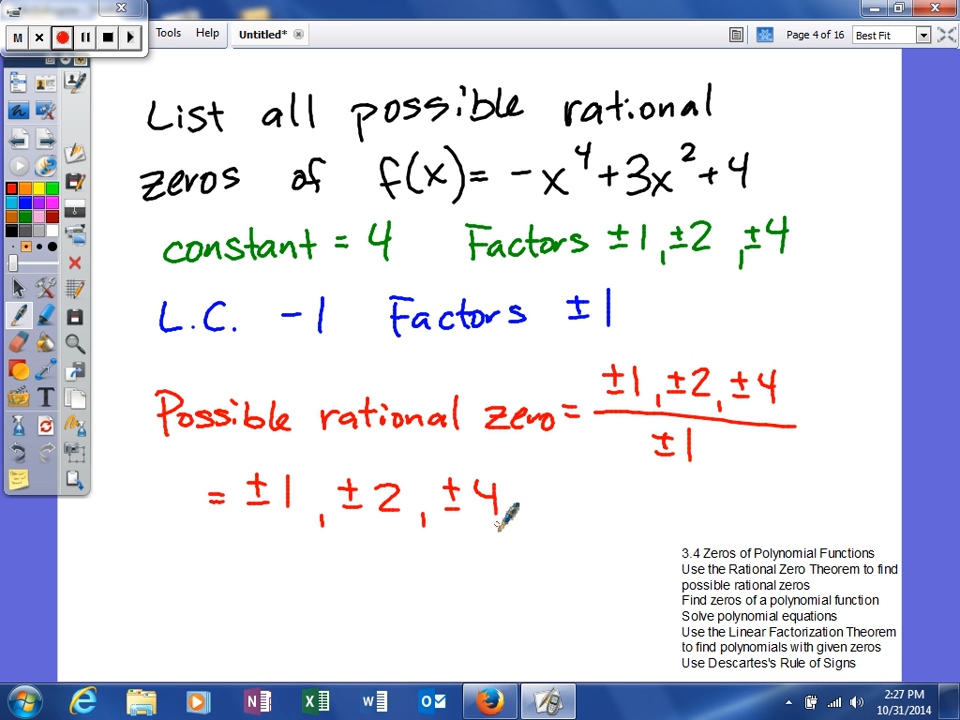 Tools Help Untitled* Page 4 of 16 Best Fit
List all possible rational
zeros of f(x)= -x⁴+3x²+4
constant = 4 Factors ±1, ±2, ±4
L.C. -1 Factors ±1
Possible rational zero = ±1, ±2, ±4
±1
= ±1, ±2, ±4
3.4 Zeros of Polynomial Functions
Use the Rational Zero Theorem to find
possible rational zeros
Find zeros of a polynomial function
Solve polynomial equations
Use the Linear Factorization Theorem
to find polynomials with given zeros
Use Descartes's Rule of Signs
2:27 PM
10/31/2014